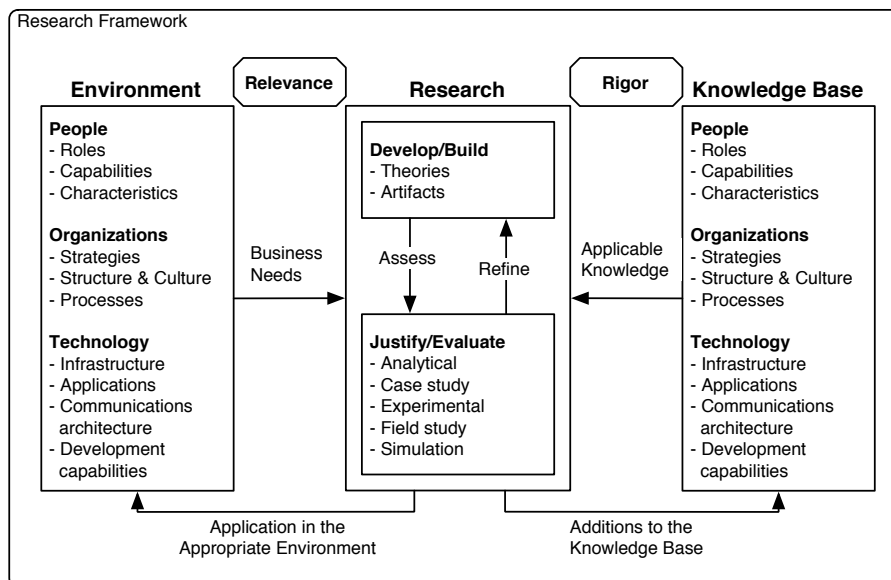 Research Framework
Environment
Relevance
Research
Rigor
Knowledge Base
People
- Roles
- Capabilities
- Characteristics
Organizations
- Strategies
- Structure & Culture
- Processes
Technology
- Infrastructure
- Applications
- Communications
architecture
- Development
capabilities
Business
Needs
Develop/Build
- Theories
- Artifacts
Assess
Refine
Justify/Evaluate
- Analytical
- Case study
- Experimental
- Field study
- Simulation
Applicable
Knowledge
People
- Roles
- Capabilities
- Characteristics
Organizations
- Strategies
- Structure & Culture
- Processes
Technology
- Infrastructure
- Applications
- Communications
architecture
- Development
capabilities
Application in the
Appropriate Environment
Additions to the
Knowledge Base